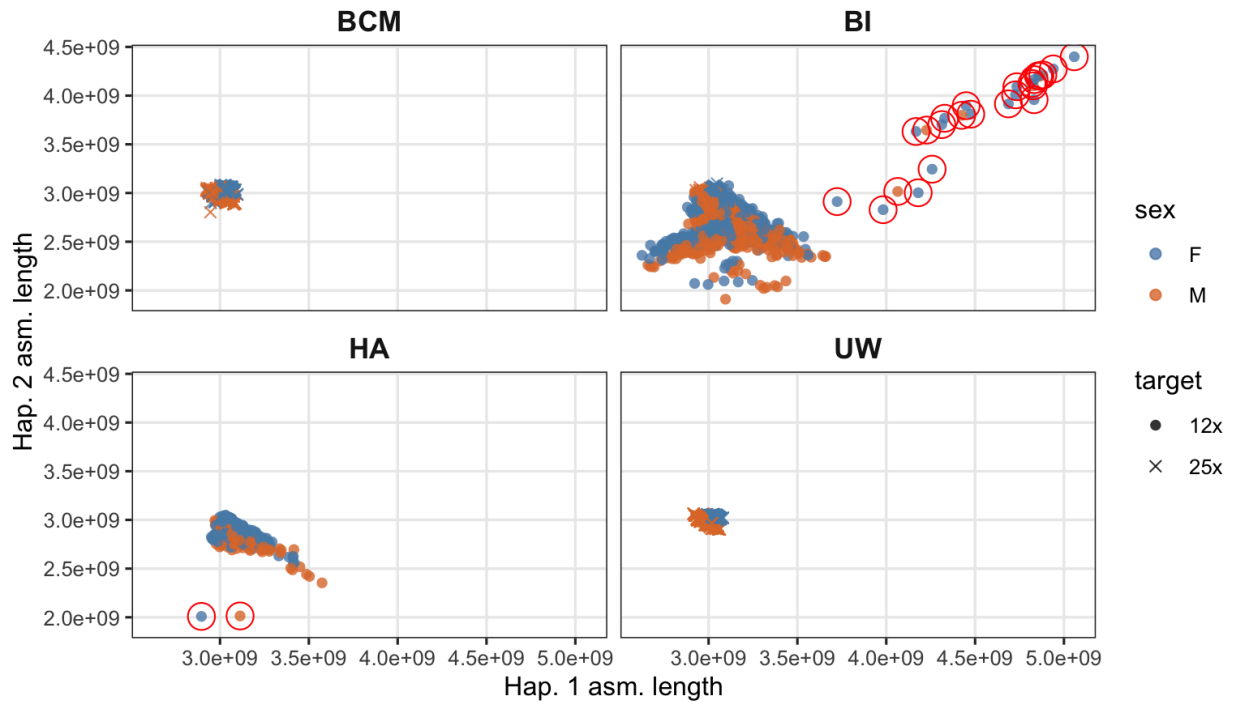 BCM BI
4.5e+09
4.0e+09
3.5e+09
3.0e+09
2.5e+09
2.0e+09
HA UW
4.5e+09
4.0e+09
3.5e+09
3.0e+09
2.5e+09
2.0e+09
3.0e+09 3.5e+09 4.0e+09 4.5e+09 5.0e+09 3.0e+09 3.5e+09 4.0e+09 4.5e+09 5.0e+09
Hap. 1 asm. length
Hap. 2 asm. length
sex
F
M
target
12x
25x